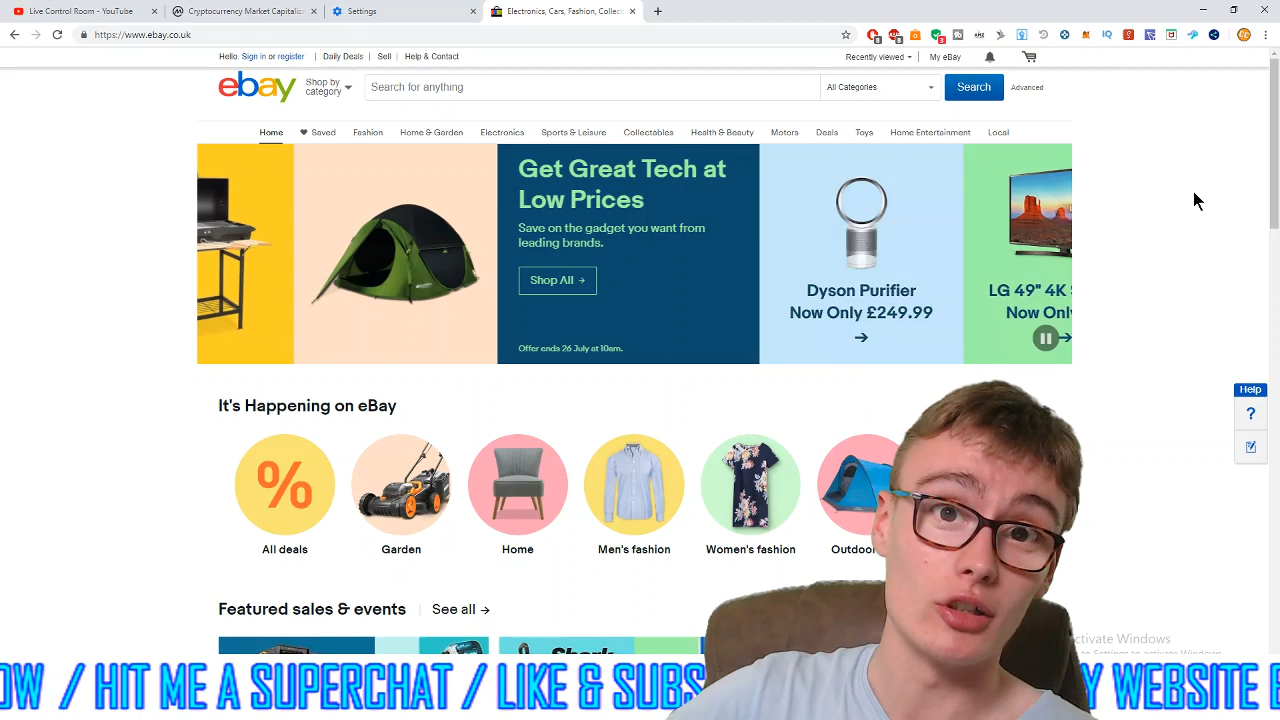 Live Control Room - YouTube
Cryptocurrency Market Capitaliz
Settings
Electronics, Cars, Fashion, Collect
https://www.ebay.co.uk
Hello. Sign in or register
Daily Deals
Sell
Help & Contact
Recently viewed
My eBay
ebay
Shop by category
Search for anything
All Categories
Search
Advanced
Home
Saved
Fashion
Home & Garden
Electronics
Sports & Leisure
Collectables
Health & Beauty
Motors
Deals
Toys
Home Entertainment
Local
Get Great Tech at
Low Prices
Save on the gadget you want from
leading brands.
Shop All →
Offer ends 26 July at 10am.
Dyson Purifier
Now Only £249.99
→
LG 49" 4K
Now Onl
→
Help
?
It's Happening on eBay
%
All deals
Garden
Home
Men's fashion
Women's fashion
Outdoo
Featured sales & events
See all →
Shark
ctivate Windows
OW / HIT ME A SUPERCHAT / LIKE & SUBS
Y WEBSITE